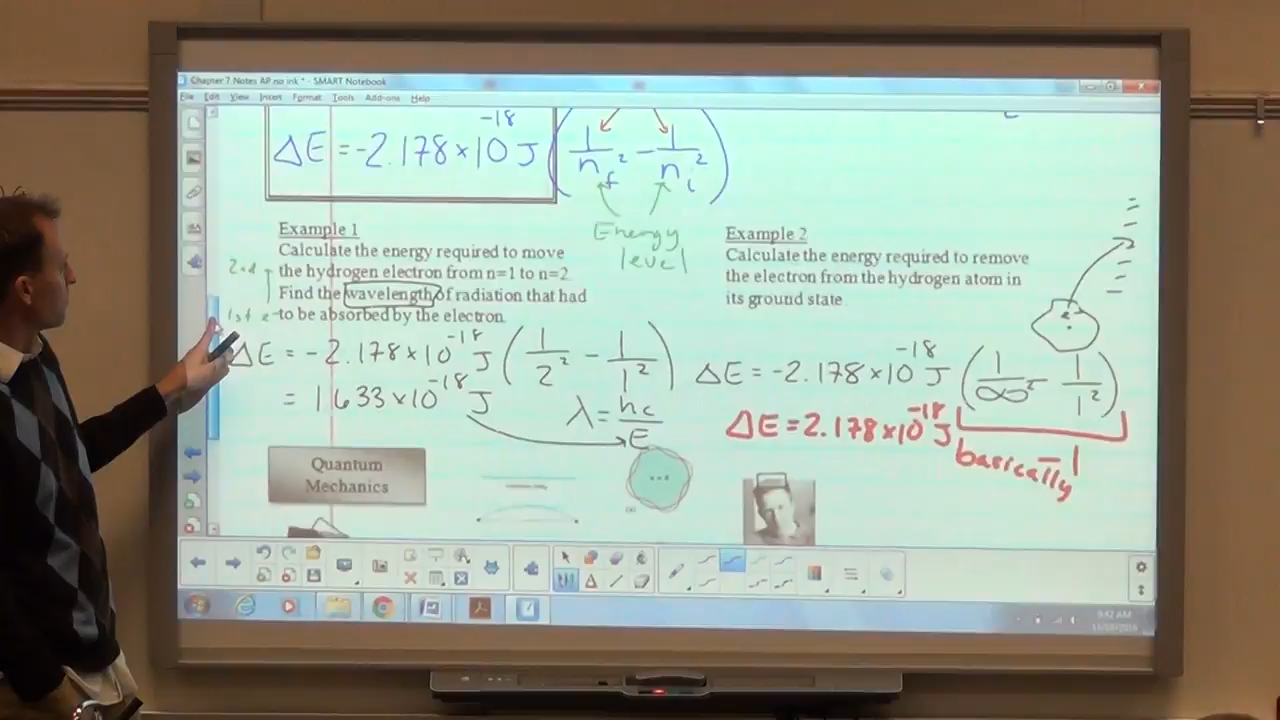 Chapter 7 Notes AP no ink * - SMART Notebook
File Edit View Insert Format Tools Add-ons Help
ΔE = -2.178×10⁻¹⁸ J (1/n_f² - 1/n_i²)
Energy
level
Example 1
Calculate the energy required to move
the hydrogen electron from n=1 to n=2
Find the wavelength of radiation that had
to be absorbed by the electron
2nd
1st e-
ΔE = -2.178×10⁻¹⁸ J (1/2² - 1/1²)
= 1.633×10⁻¹⁸ J
λ = hc/E
Example 2
Calculate the energy required to remove
the electron from the hydrogen atom in
its ground state
e-
ΔE = -2.178×10⁻¹⁸ J (1/∞² - 1/1²)
ΔE = 2.178×10⁻¹⁸ J
basically -1
Quantum
Mechanics
9:42 AM